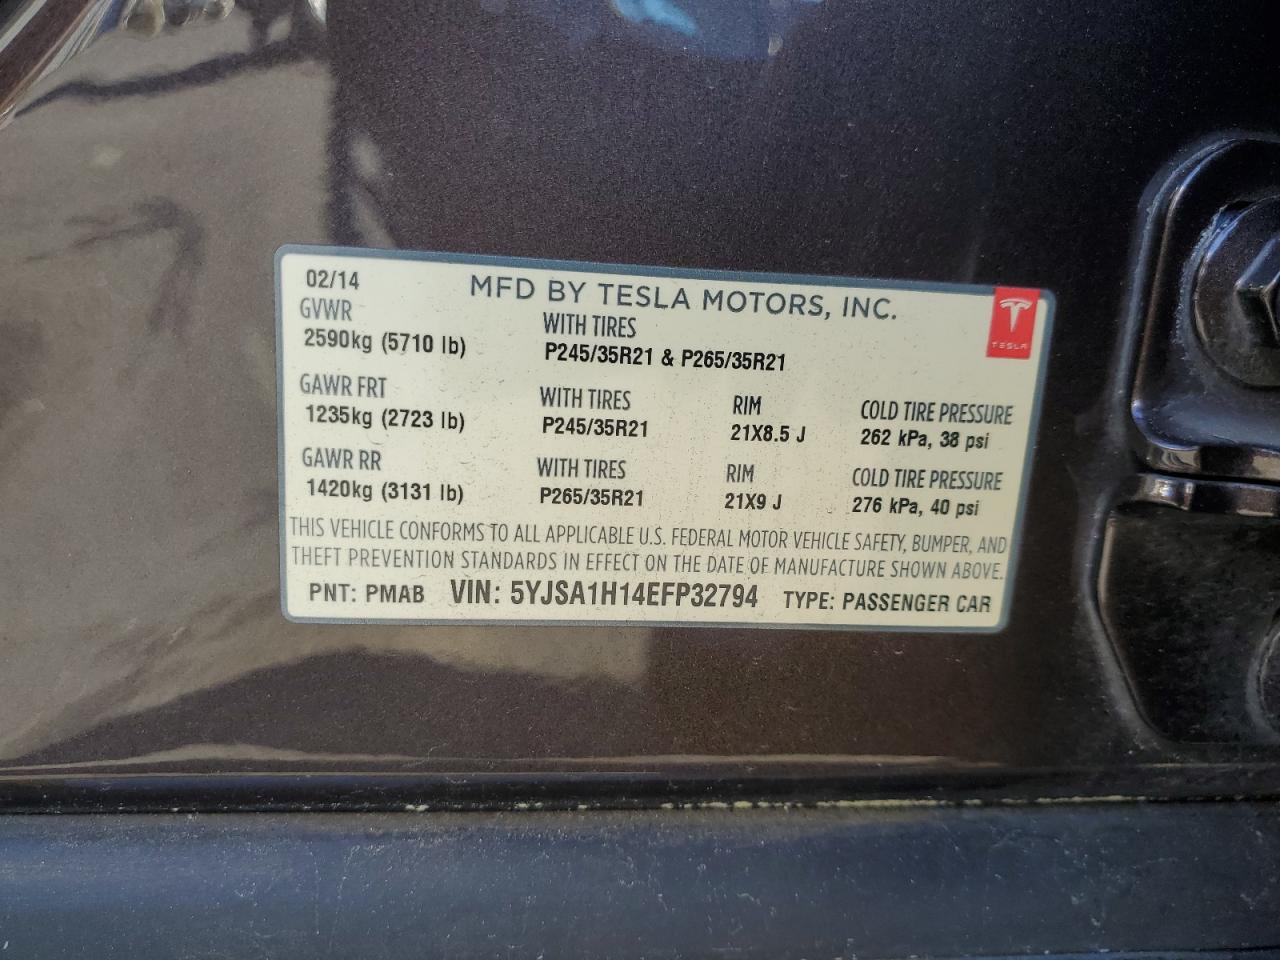 02/14 MFD BY TESLA MOTORS, INC.
TESLA
GVWR WITH TIRES
2590kg (5710 lb) P245/35R21 & P265/35R21
GAWR FRT WITH TIRES RIM COLD TIRE PRESSURE
1235kg (2723 lb) P245/35R21 21X8.5 J 262 kPa, 38 psi
GAWR RR WITH TIRES RIM COLD TIRE PRESSURE
1420kg (3131 lb) P265/35R21 21X9 J 276 kPa, 40 psi
THIS VEHICLE CONFORMS TO ALL APPLICABLE U.S. FEDERAL MOTOR VEHICLE SAFETY, BUMPER, AND
THEFT PREVENTION STANDARDS IN EFFECT ON THE DATE OF MANUFACTURE SHOWN ABOVE.
PNT: PMAB VIN: 5YJSA1H14EFP32794 TYPE: PASSENGER CAR